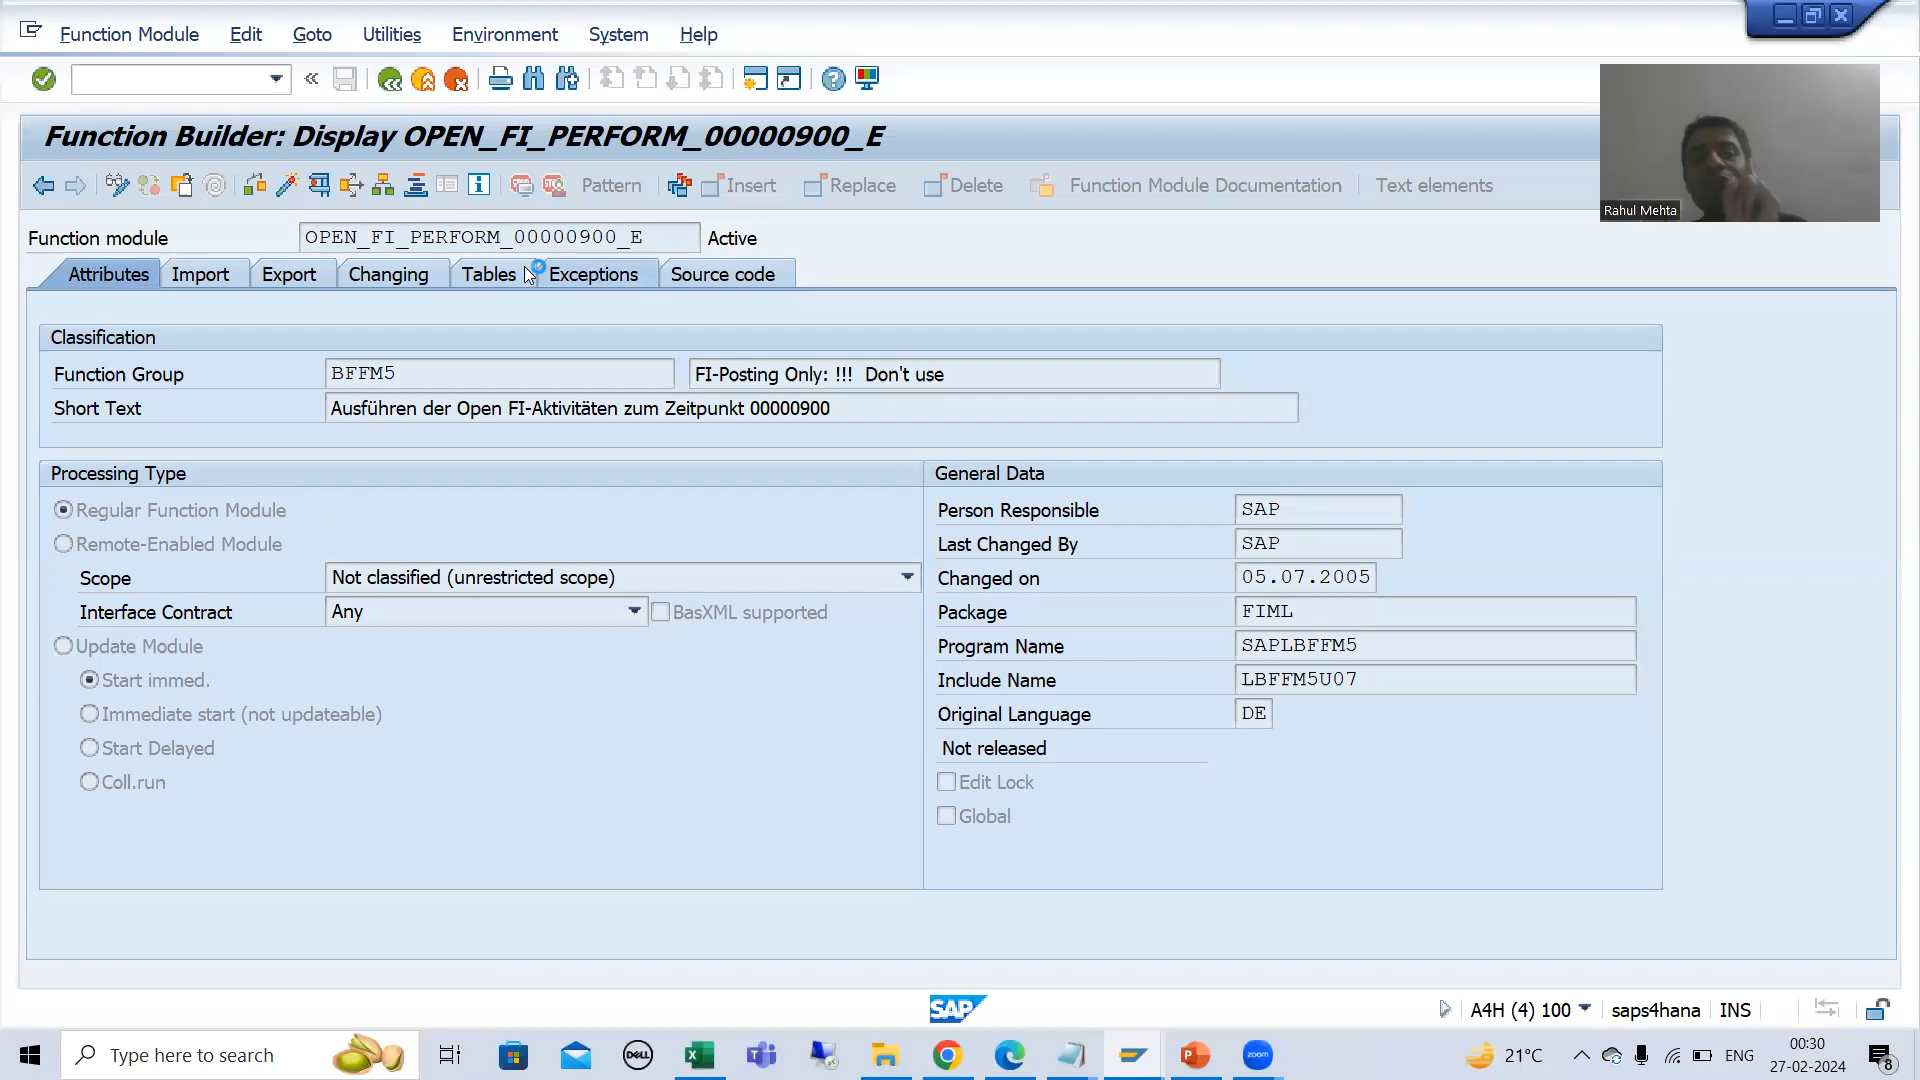 Function Module Edit Goto Utilities Environment System Help
Function Builder: Display OPEN_FI_PERFORM_00000900_E
Pattern Insert Replace Delete Function Module Documentation Text elements
Rahul Mehta
Function module OPEN_FI_PERFORM_00000900_E Active
Attributes Import Export Changing Tables Exceptions Source code
Classification
Function Group BFFM5 FI-Posting Only: !!! Don't use
Short Text Ausführen der Open FI-Aktivitäten zum Zeitpunkt 00000900
Processing Type General Data
Regular Function Module Person Responsible SAP
Remote-Enabled Module Last Changed By SAP
Scope Not classified (unrestricted scope) Changed on 05.07.2005
Interface Contract Any BasXML supported Package FIML
Update Module Program Name SAPLBFFM5
Start immed. Include Name LBFFM5U07
Immediate start (not updateable) Original Language DE
Start Delayed Not released
Coll.run Edit Lock
Global
SAP A4H (4) 100 saps4hana INS
Type here to search DELL zoom 21°C ENG 00:30
27-02-2024 8